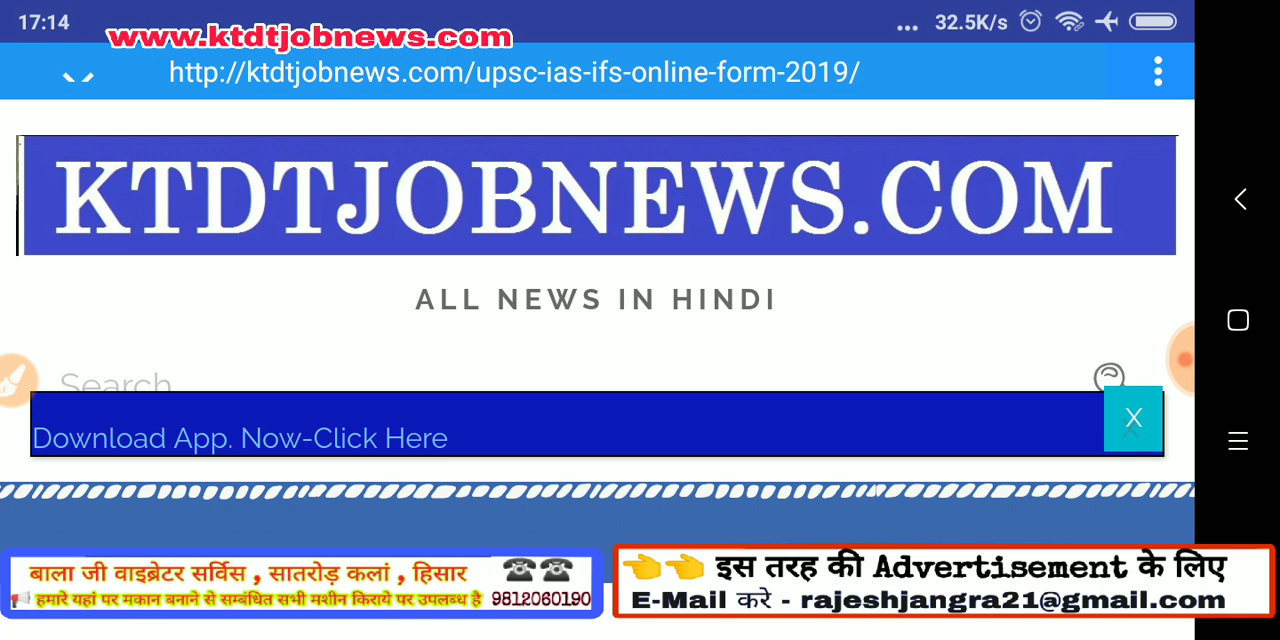 17:14
www.ktdtjobnews.com
... 32.5K/s
http://ktdtjobnews.com/upsc-ias-ifs-online-form-2019/
KTDTJOBNEWS.COM
ALL NEWS IN HINDI
Search
X
Download App. Now-Click Here
बाला जी वाइब्रेटर सर्विस , सातरोड़ कलां , हिसार
हमारे यहां पर मकान बनाने से सम्बंधित सभी मशीन किराये पर उपलब्ध है 9812060190
इस तरह की Advertisement के लिए
E-Mail करे - rajeshjangra21@gmail.com